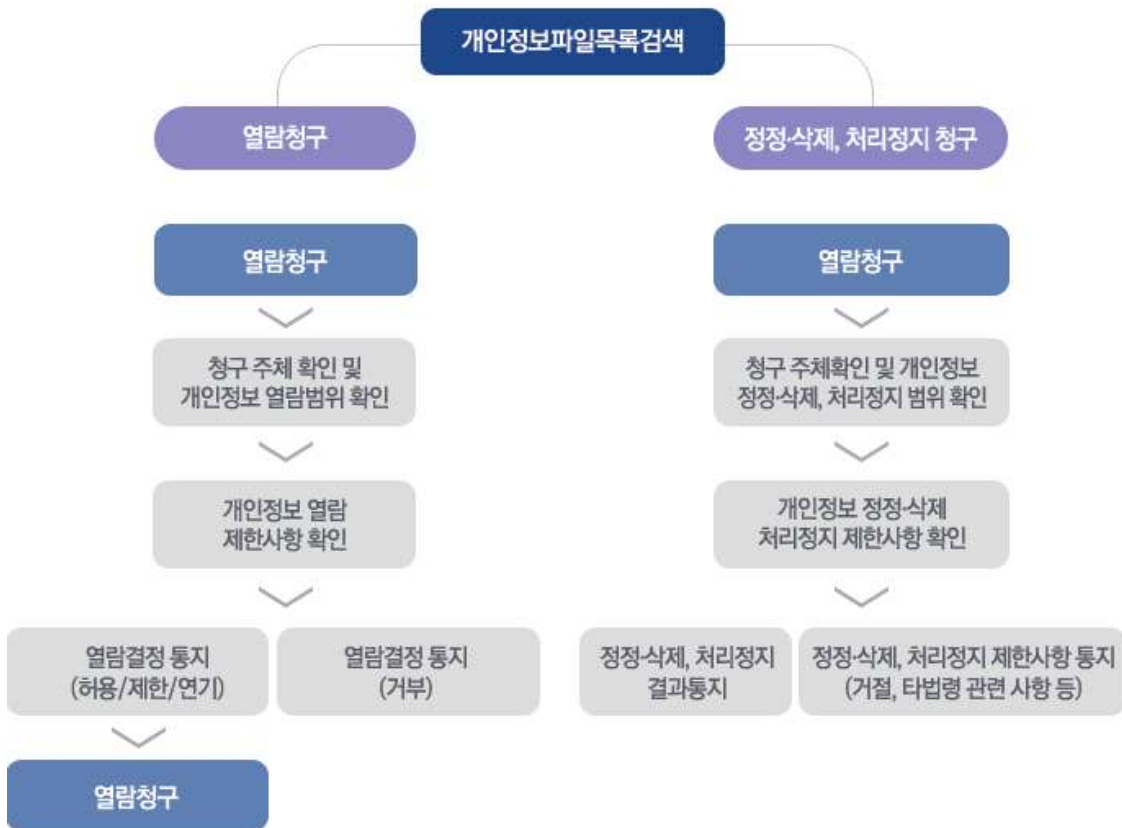 개인정보파일목록검색
열람청구
정정·삭제, 처리정지 청구
열람청구
열람청구
청구 주체 확인 및
개인정보 열람범위 확인
청구 주체확인 및 개인정보
정정·삭제, 처리정지 범위 확인
개인정보 열람
제한사항 확인
개인정보 정정·삭제
처리정지 제한사항 확인
열람결정 통지
(허용/제한/연기)
열람결정 통지
(거부)
정정·삭제, 처리정지
결과통지
정정·삭제, 처리정지 제한사항 통지
(거절, 타법령 관련 사항 등)
열람청구